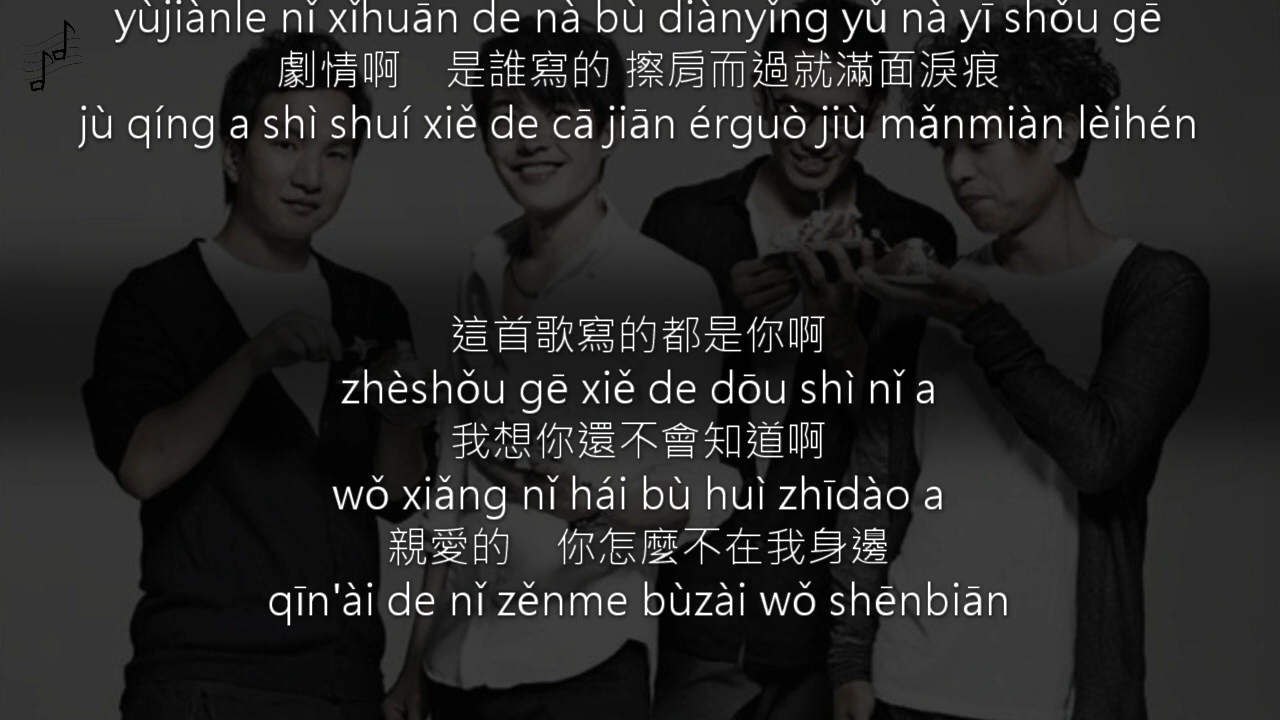 yùjiànle nǐ xǐhuān de nà bù diànyǐng yǔ nà yī shǒu gē
劇情啊　是誰寫的 擦肩而過就滿面淚痕
jù qíng a shì shuí xiě de cā jiān érguò jiù mǎnmiàn lèihén
這首歌寫的都是你啊
zhèshǒu gē xiě de dōu shì nǐ a
我想你還不會知道啊
wǒ xiǎng nǐ hái bù huì zhīdào a
親愛的　你怎麼不在我身邊
qīn'ài de nǐ zěnme bùzài wǒ shēnbiān